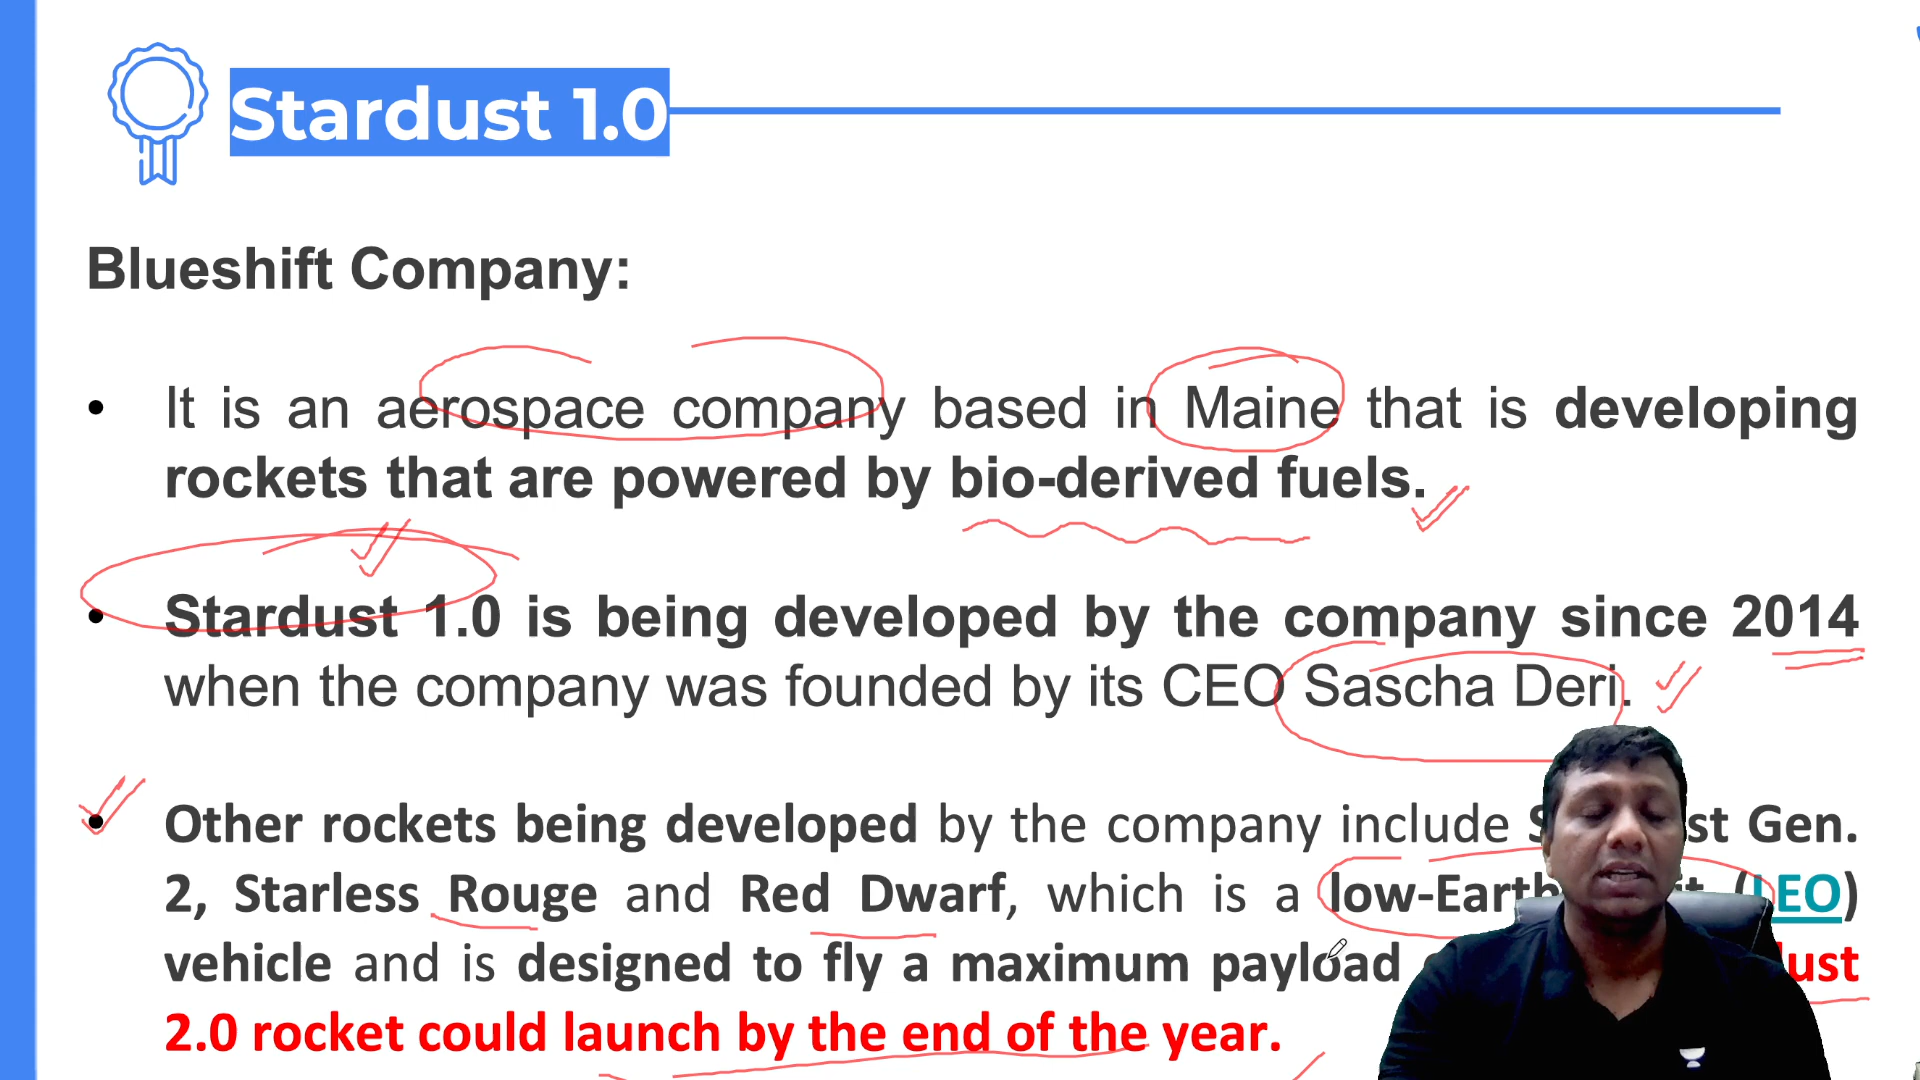 Stardust 1.0
Blueshift Company:
• It is an aerospace company based in Maine that is developing
rockets that are powered by bio-derived fuels.
• Stardust 1.0 is being developed by the company since 2014
when the company was founded by its CEO Sascha Deri.
• Other rockets being developed by the company include Gen.
2, Starless Rouge and Red Dwarf, which is a low-Earth (LEO)
vehicle and is designed to fly a maximum payload
2.0 rocket could launch by the end of the year.